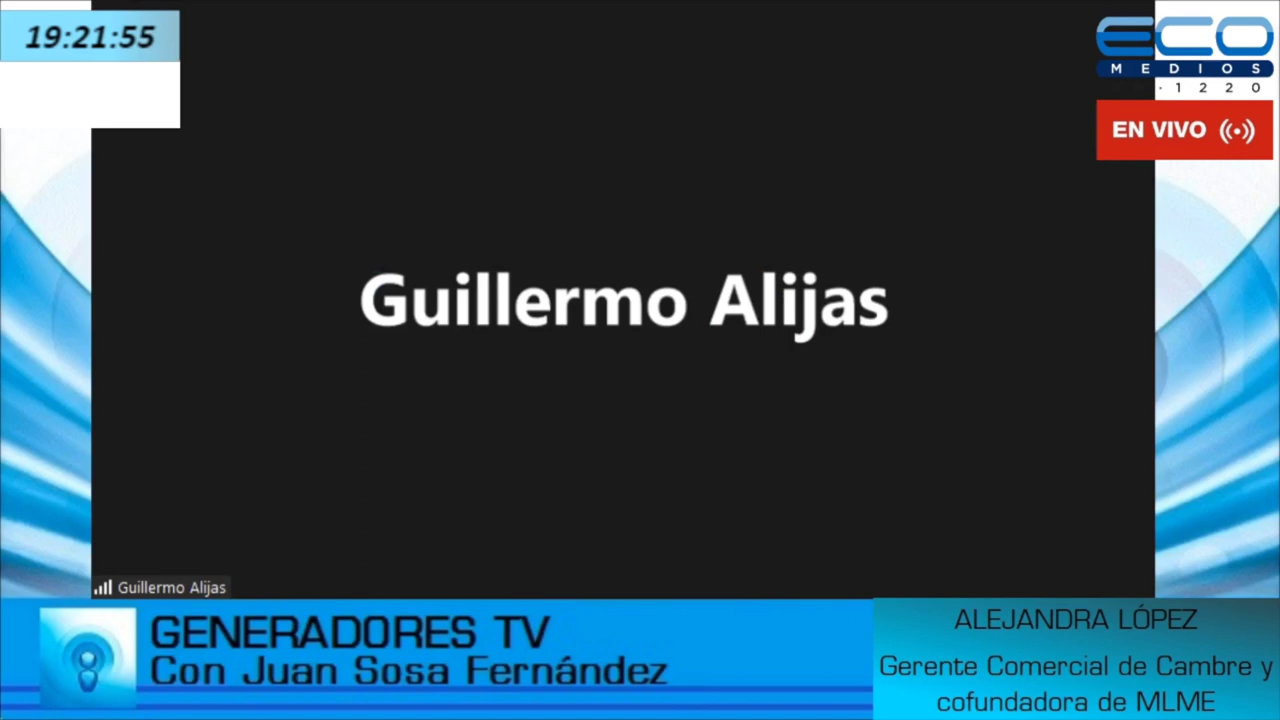 19:21:55
ECO
MEDIOS
·1220
EN VIVO
Guillermo Alijas
Guillermo Alijas
GENERADORES TV
Con Juan Sosa Fernández
ALEJANDRA LÓPEZ
Gerente Comercial de Cambre y
cofundadora de MLME